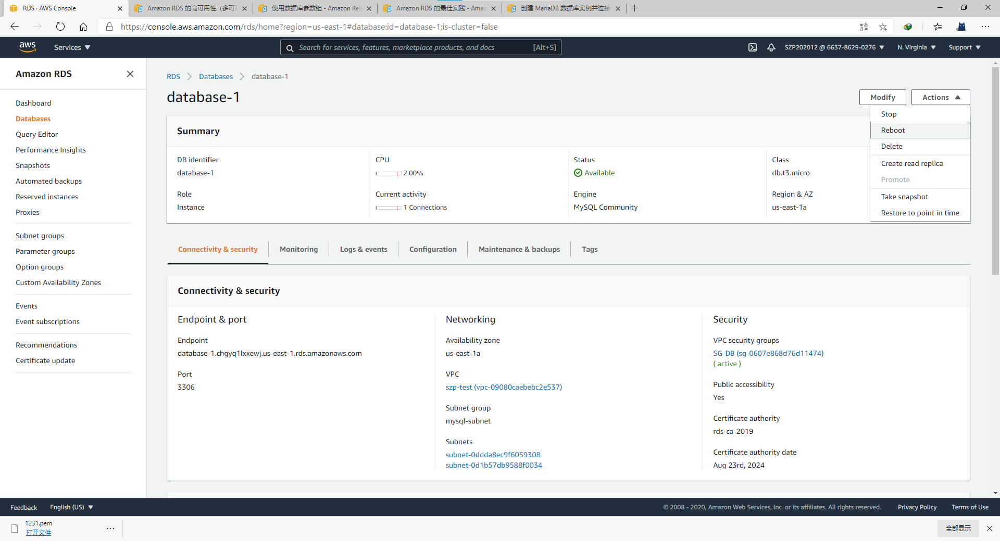 RDS · AWS Console
Amazon RDS 的高可用性（多可用
使用数据库参数组 - Amazon Rela
Amazon RDS 的最佳实践 - Amaz
创建 MariaDB 数据库实例并连接
https://console.aws.amazon.com/rds/home?region=us-east-1#database:id=database-1;is-cluster=false
aws
Services
Search for services, features, marketplace products, and docs
[Alt+S]
SZP202012 @ 6637-8629-0276
N. Virginia
Support
Amazon RDS
Dashboard
Databases
Query Editor
Performance Insights
Snapshots
Automated backups
Reserved instances
Proxies
Subnet groups
Parameter groups
Option groups
Custom Availability Zones
Events
Event subscriptions
Recommendations
Certificate update
RDS
Databases
database-1
database-1
Modify
Actions
Stop
Reboot
Delete
Create read replica
Promote
Take snapshot
Restore to point in time
Summary
DB identifier
database-1
CPU
2.00%
Status
Available
Class
db.t3.micro
Role
Instance
Current activity
1 Connections
Engine
MySQL Community
Region & AZ
us-east-1a
Connectivity & security
Monitoring
Logs & events
Configuration
Maintenance & backups
Tags
Connectivity & security
Endpoint & port
Endpoint
database-1.chgyq1lxxewj.us-east-1.rds.amazonaws.com
Port
3306
Networking
Availability zone
us-east-1a
VPC
szp-test (vpc-09080caebebc2e537)
Subnet group
mysql-subnet
Subnets
subnet-0ddda8ec9f6059308
subnet-0d1b57db9588f0034
Security
VPC security groups
SG-DB (sg-0607e868d76d11474)
( active )
Public accessibility
Yes
Certificate authority
rds-ca-2019
Certificate authority date
Aug 23rd, 2024
Feedback
English (US)
© 2008 - 2020, Amazon Web Services, Inc. or its affiliates. All rights reserved.
Privacy Policy
Terms of Use
1231.pem
打开文件
全部显示